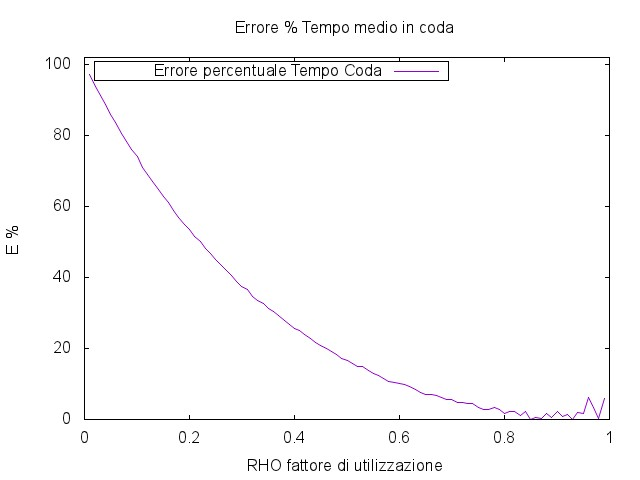 Errore % Tempo medio in coda
Errore percentuale Tempo Coda
100
80
60
40
20
0
E %
0 0.2 0.4 0.6 0.8 1
RHO fattore di utilizzazione